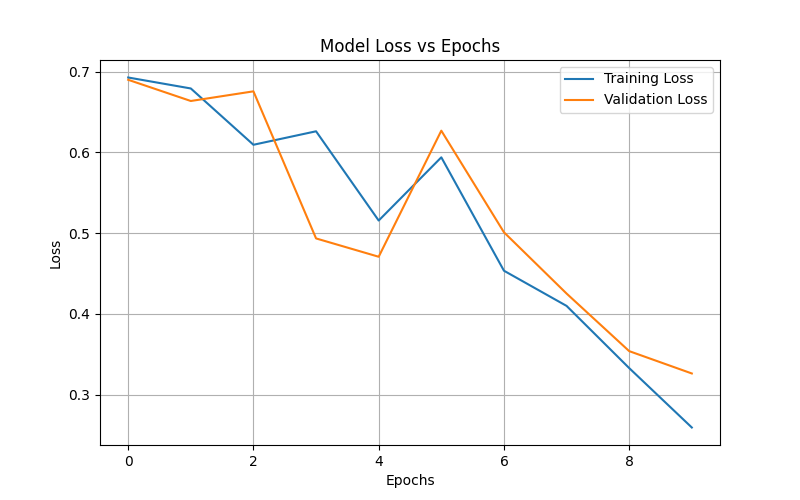 Model Loss vs Epochs
Training Loss
Validation Loss
0.7
0.6
0.5
0.4
0.3
Loss
0 2 4 6 8
Epochs